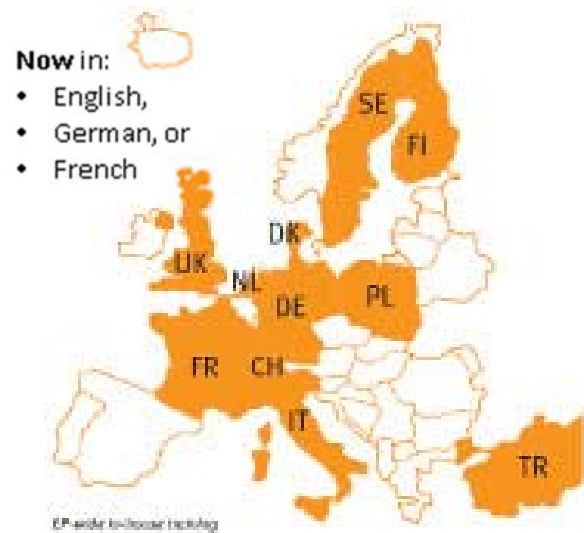 Now in:
• English,
• German, or
• French
SE
FI
DK
UK
NL
DE
PL
FR
CH
IT
TR